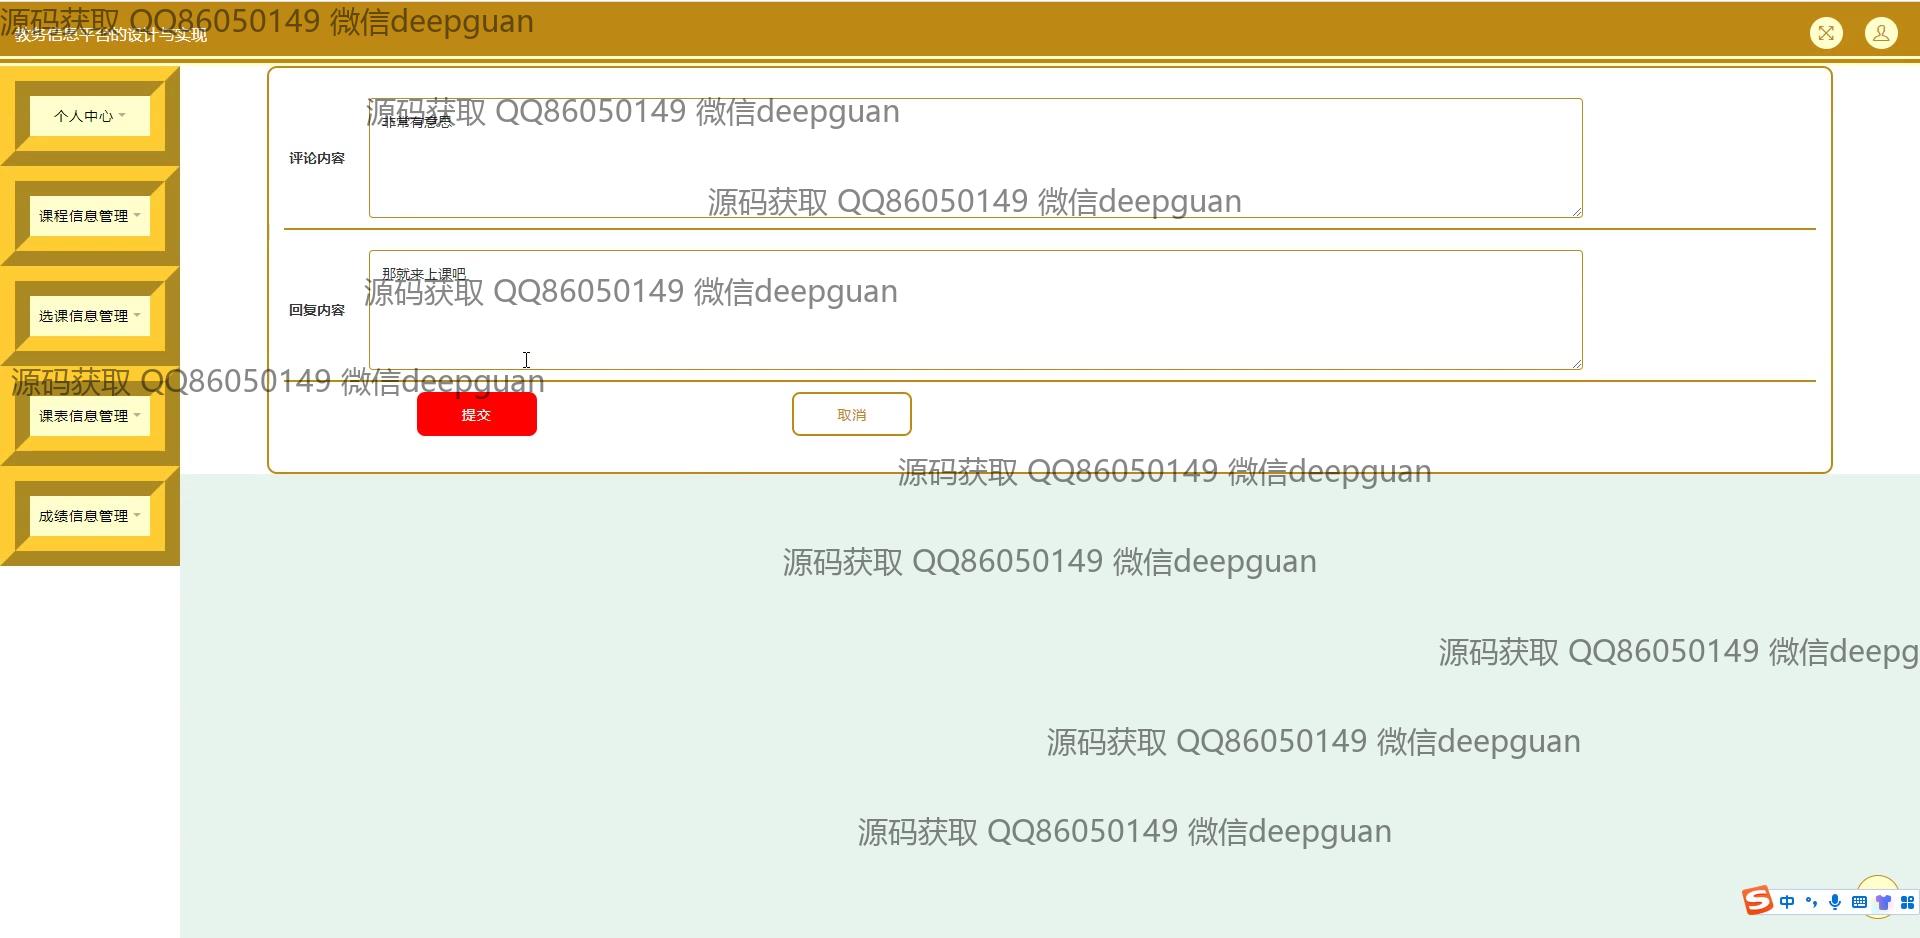 源码获取 QQ86050149 微信deepguan
教务信息平台的设计与实现
个人中心
课程信息管理
选课信息管理
课表信息管理
成绩信息管理
源码获取 QQ86050149 微信deepguan
非常有意思
评论内容
源码获取 QQ86050149 微信deepguan
那就来上课吧
源码获取 QQ86050149 微信deepguan
回复内容
源码获取 QQ86050149 微信deepguan
提交
取消
源码获取 QQ86050149 微信deepguan
源码获取 QQ86050149 微信deepguan
源码获取 QQ86050149 微信deepg
源码获取 QQ86050149 微信deepguan
源码获取 QQ86050149 微信deepguan
S 中